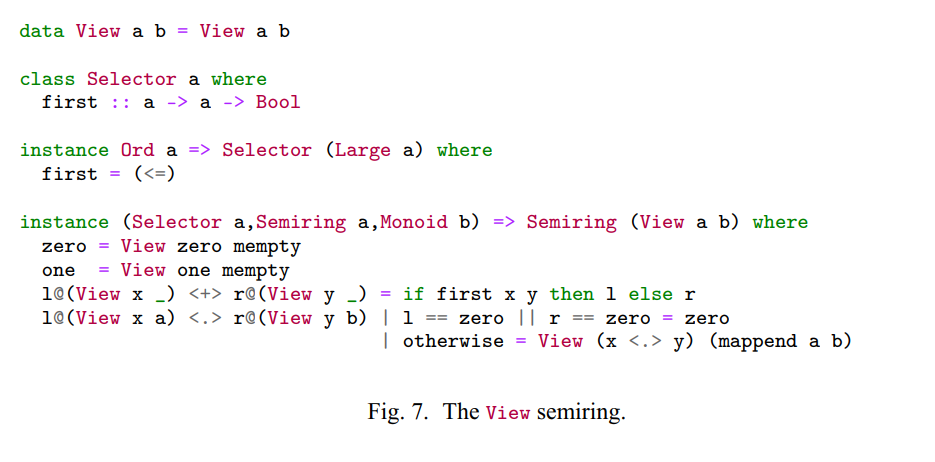 data View a b = View a b
class Selector a where
first :: a -> a -> Bool
instance Ord a => Selector (Large a) where
first = (<=)
instance (Selector a,Semiring a,Monoid b) => Semiring (View a b) where
zero = View zero mempty
one = View one mempty
l@(View x _) <+> r@(View y _) = if first x y then l else r
l@(View x a) <.> r@(View y b) | l == zero || r == zero = zero
| otherwise = View (x <.> y) (mappend a b)
Fig. 7. The View semiring.